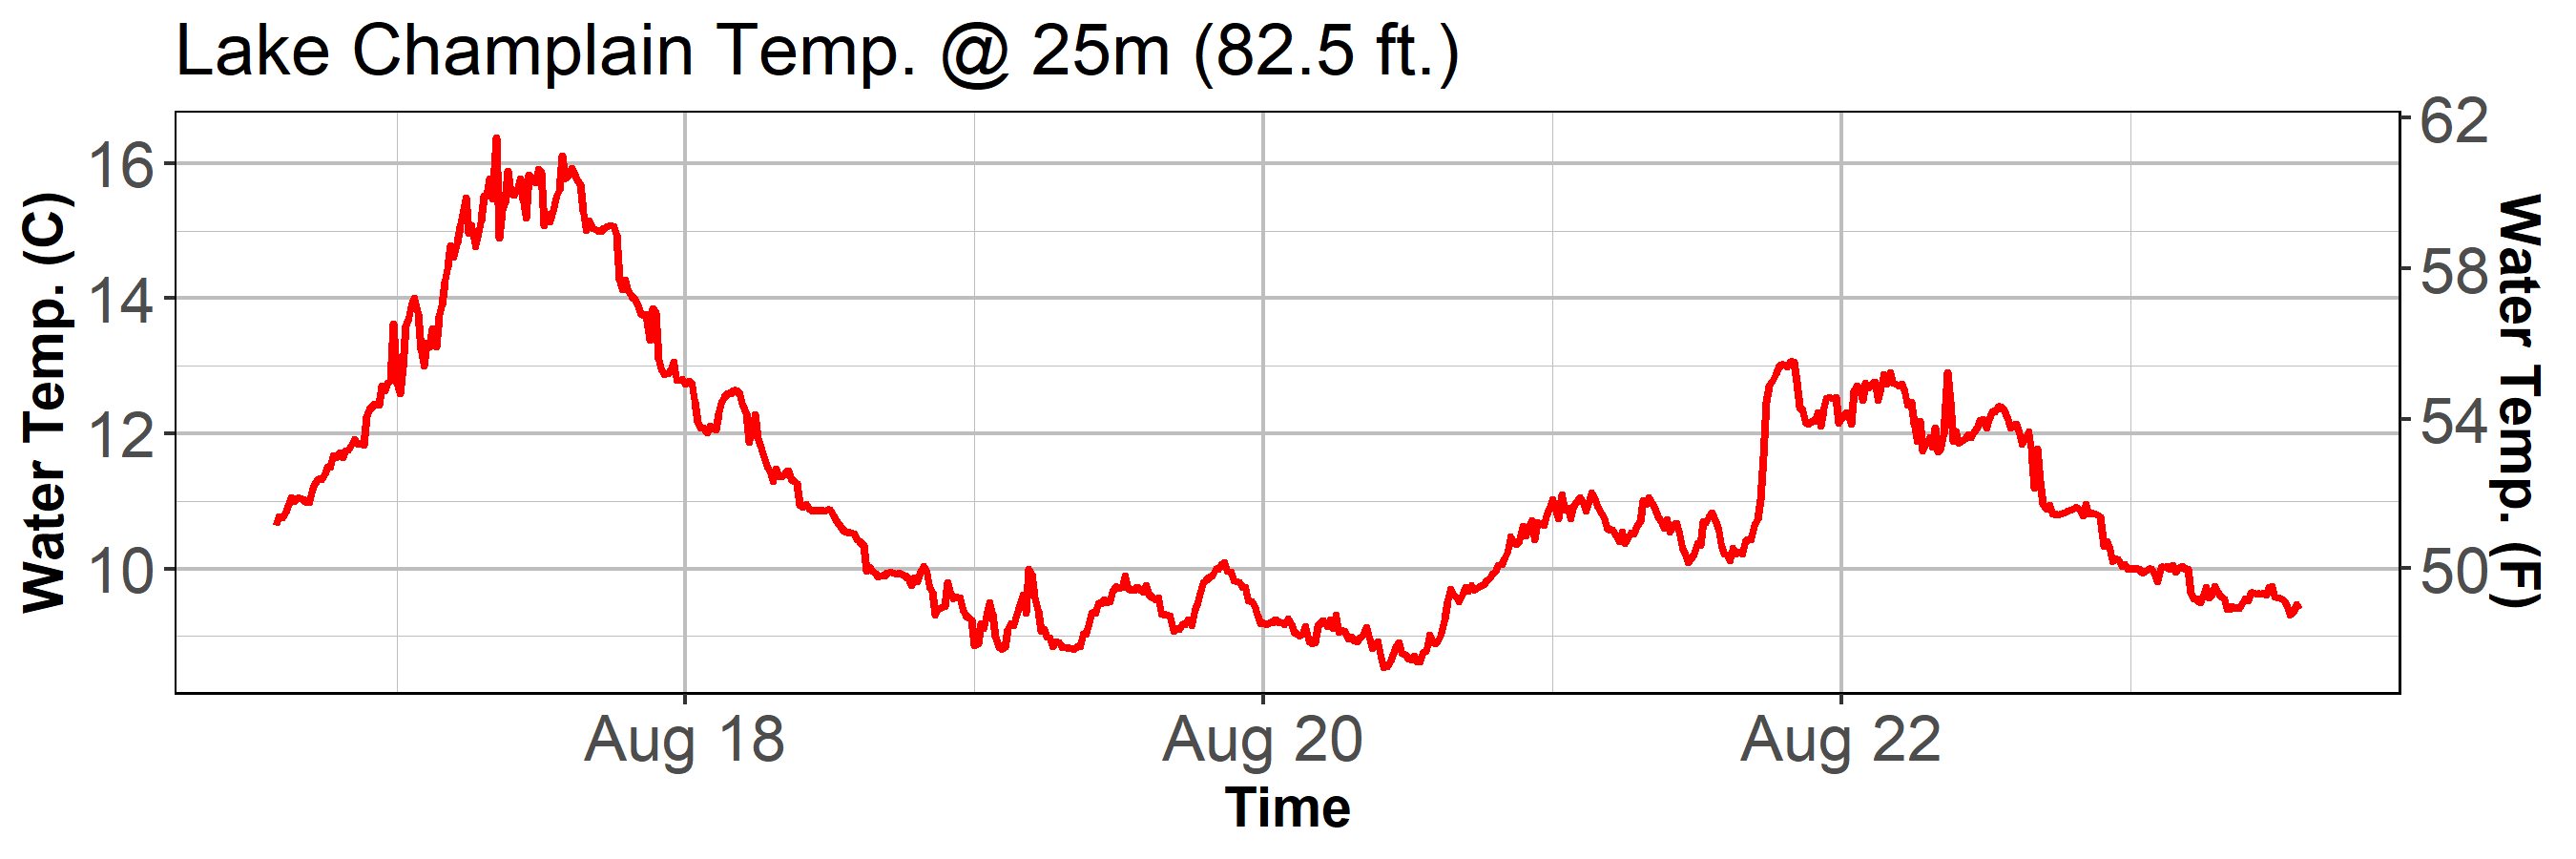 Lake Champlain Temp. @ 25m (82.5 ft.)
Water Temp. (C)
16
14
12
10
62
58
54
50
Water Temp. (F)
Aug 18
Aug 20
Aug 22
Time